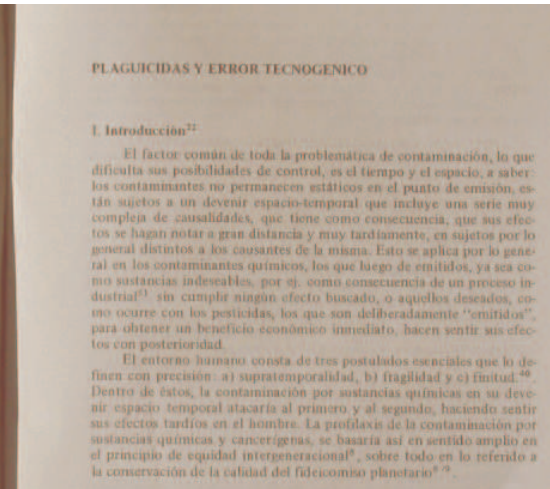 PLAGUICIDAS Y ERROR TECNOGENICO
I. Introducción
El factor común de toda la problemática de contaminación, lo que
dificulta sus posibilidades de control, es el tiempo y el espacio, a saber:
los contaminantes no permanecen estáticos en el punto de emisión, es-
tán sujetos a un devenir espacio-temporal que incluye una serie muy
compleja de causalidades, que tiene como consecuencia, que sus efec-
tos se hagan notar a gran distancia y muy tardíamente, en sujetos por lo
general distintos a los causantes de la misma. Esto se aplica por lo gene-
ral en los contaminantes químicos, los que luego de emitidos, ya sea co-
mo sustancias indeseables, por ej. como consecuencia de un proceso in-
dustrial sin cumplir ningún efecto buscado, o aquellos deseados, co-
mo ocurre con los pesticidas, los que son deliberadamente "emitidos",
para obtener un beneficio económico inmediato, hacen sentir sus efec-
tos con posterioridad.
El entorno humano consta de tres postulados esenciales que lo de-
finen con precisión: a) supratemporalidad, b) fragilidad y c) finitud.
Dentro de éstos, la contaminación por sustancias químicas en su deve-
nir espacio temporal atacaría al primero y al segundo, haciendo sentir
sus efectos tardíos en el hombre. La profilaxis de la contaminación por
sustancias químicas y cancerígenas, se basaría así en sentido amplio en
el principio de equidad intergeneracional, sobre todo en lo referido a
la conservación de la calidad del fideicomiso planetario